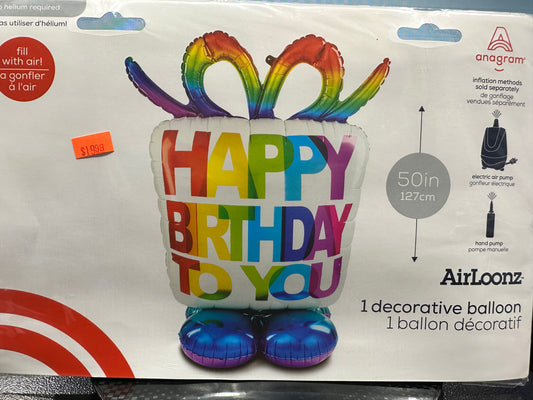 o helium required
as utiliser d'hélium!
fill
with air!
a gonfler
à l'air
$19.99
HAPPY
BIRTHDAY
TO YOU
anagram
inflation methods
sold separately
de gonflage
vendues séparément
electric air pump
gonfleur électrique
50in
127cm
hand pump
pompe manuelle
AirLoonz
1 decorative balloon
1 ballon décoratif